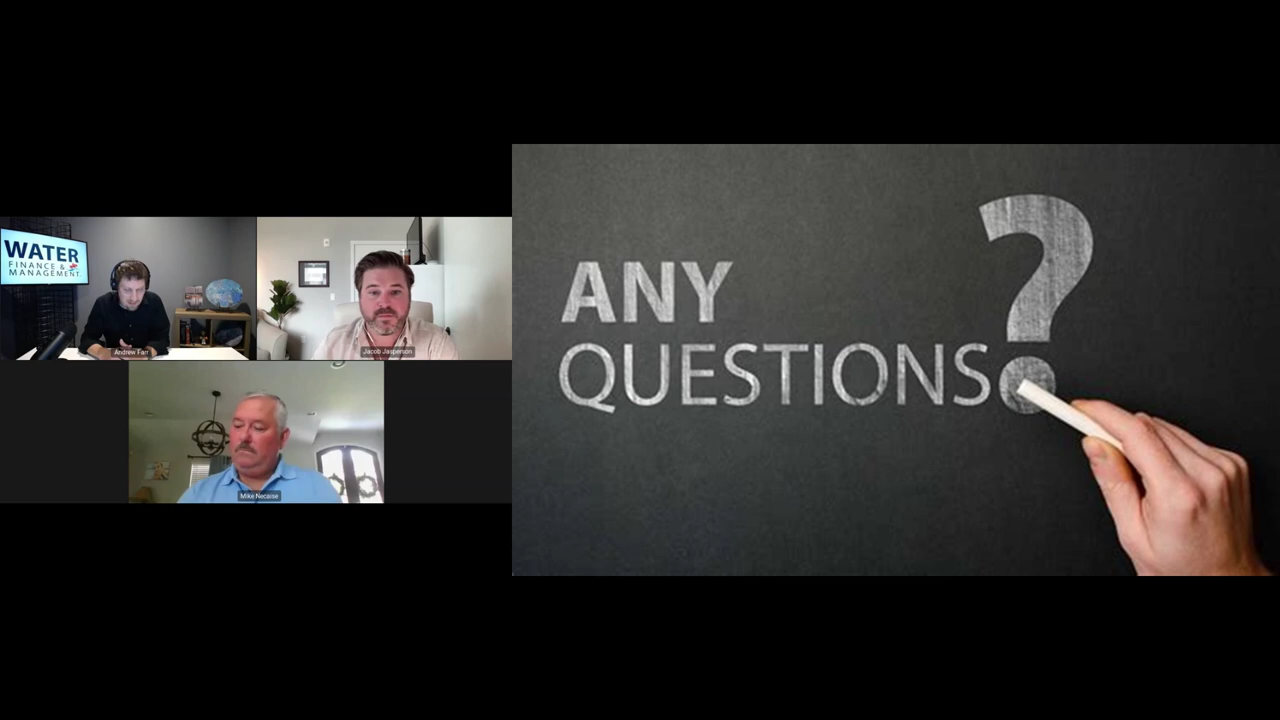 WATER
FINANCE &
MANAGEMENT
Andrew Farr
Jacob Jasperson
Mike Necaise
ANY
QUESTIONS?